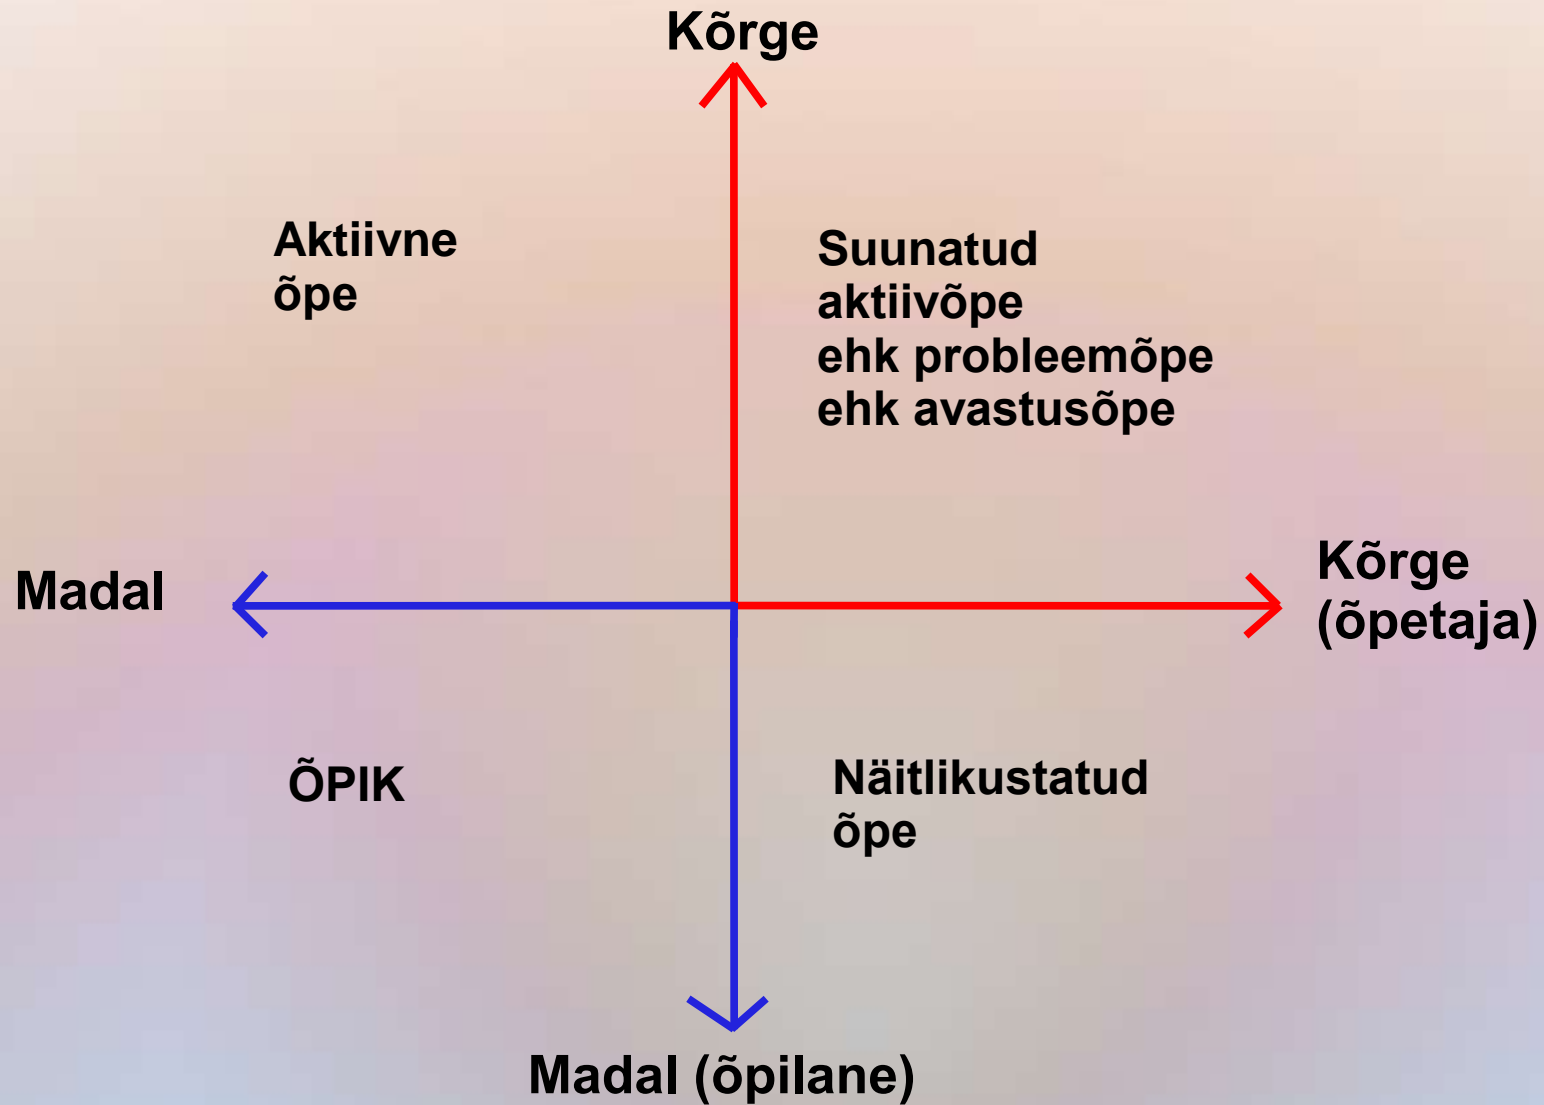 Kõrge
Aktiivne
õpe
Suunatud
aktiivõpe
ehk probleemõpe
ehk avastusõpe
Madal
Kõrge
(õpetaja)
ÕPIK
Näitlikustatud
õpe
Madal (õpilane)